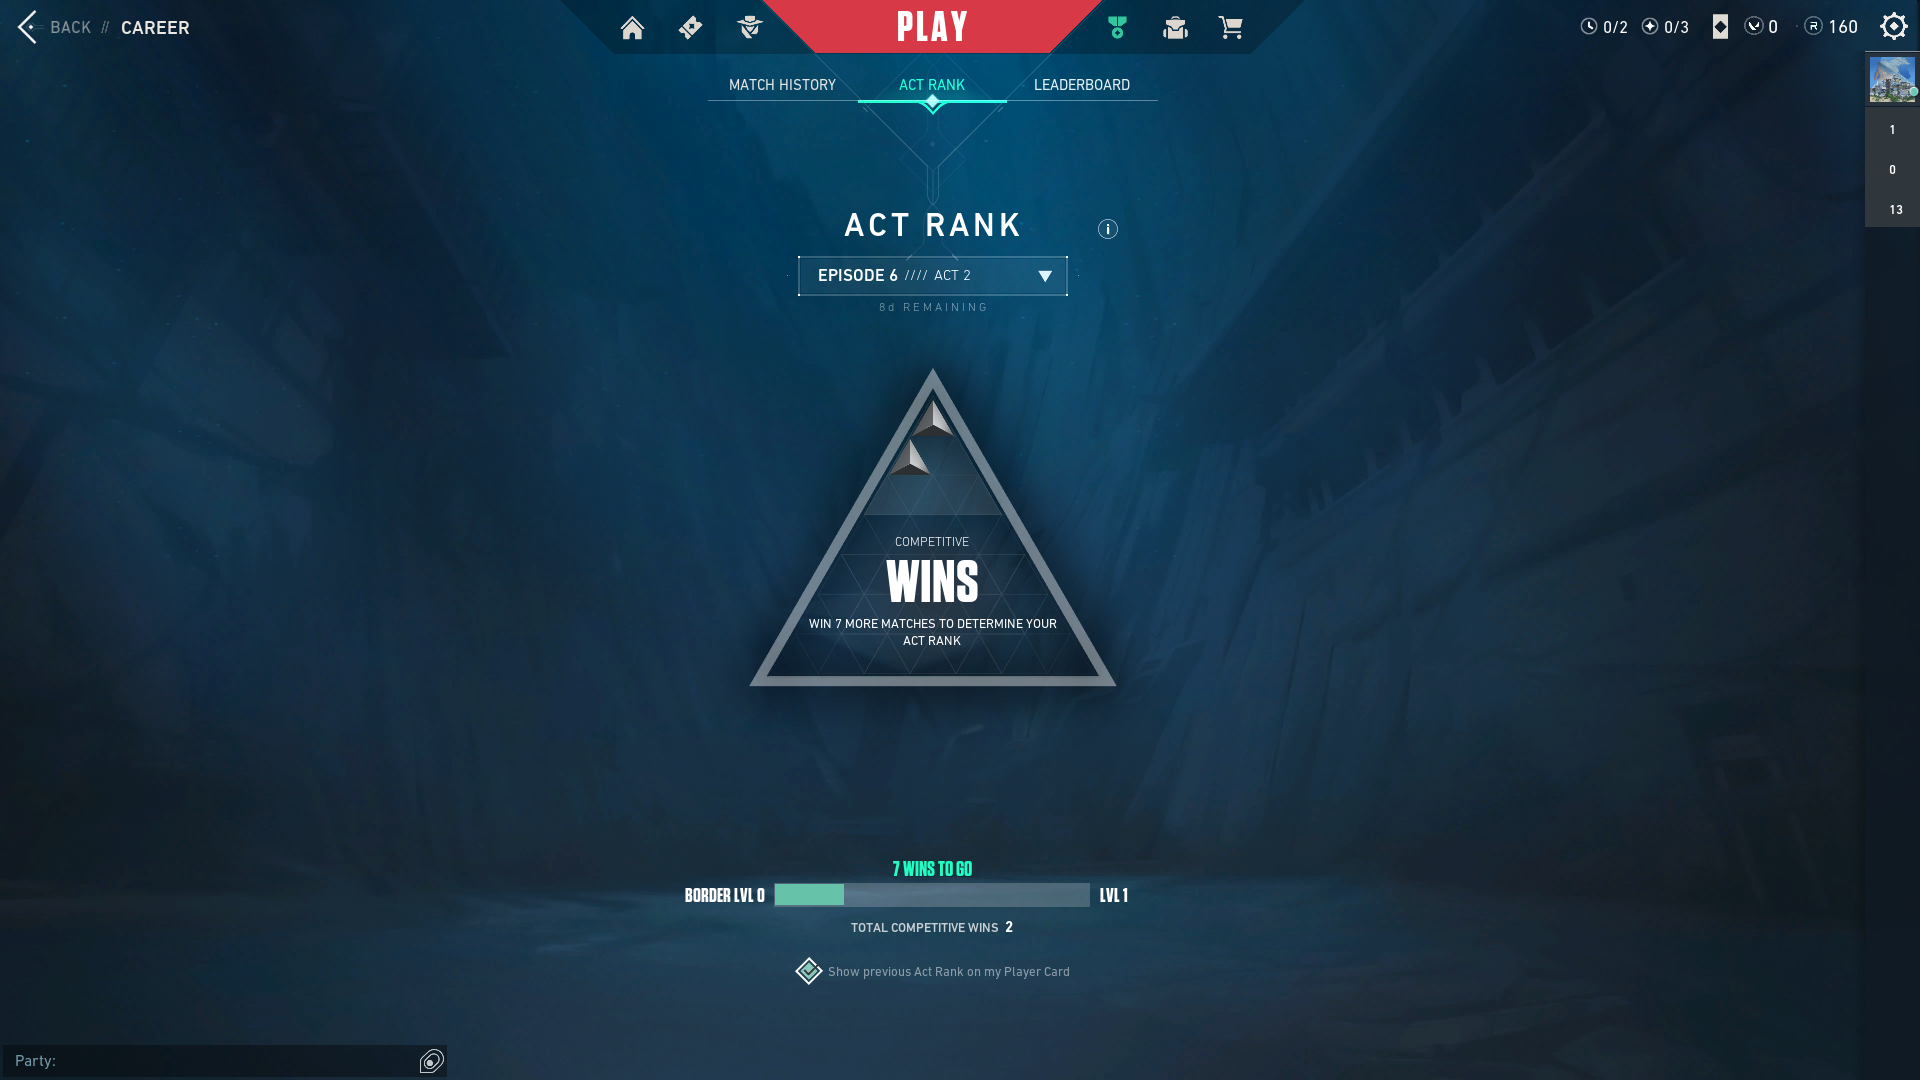 BACK // CAREER
PLAY
0/2
0/3
0
R 160
MATCH HISTORY
ACT RANK
LEADERBOARD
1
0
13
ACT RANK
i
EPISODE 6 //// ACT 2
8d REMAINING
COMPETITIVE
WINS
WIN 7 MORE MATCHES TO DETERMINE YOUR
ACT RANK
7 WINS TO GO
BORDER LVL 0
LVL 1
TOTAL COMPETITIVE WINS 2
Show previous Act Rank on my Player Card
Party: